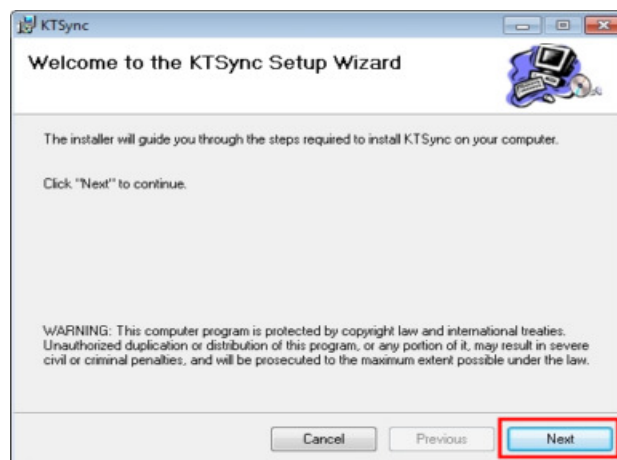 KTSync
Welcome to the KTSync Setup Wizard
The installer will guide you through the steps required to install KTSync on your computer.
Click "Next" to continue.
WARNING: This computer program is protected by copyright law and international treaties.
Unauthorized duplication or distribution of this program, or any portion of it, may result in severe
civil or criminal penalties, and will be prosecuted to the maximum extent possible under the law.
Cancel Previous Next